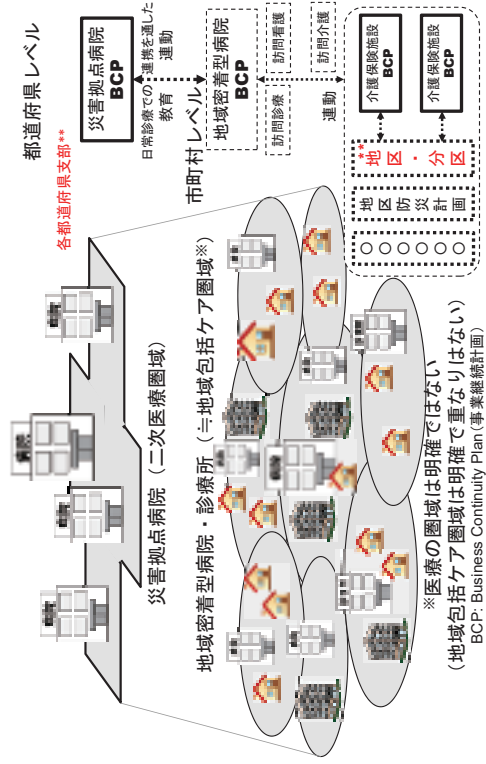 都道府県レベル
各都道府県支部**
災害拠点病院
BCP
日常診療での
教育
連携を通した
連動
災害拠点病院（二次医療圏域）
市町村レベル
地域密着型病院・診療所（≒地域包括ケア圏域※）
地域密着型病院
BCP
訪問診療
訪問看護
訪問介護
連動
○○○○○○
地区防災計画
**
地区・分区
介護保険施設
BCP
介護保険施設
BCP
※医療の圏域は明確ではない
（地域包括ケア圏域は明確で重なりはない）
BCP: Business Continuity Plan（事業継続計画）